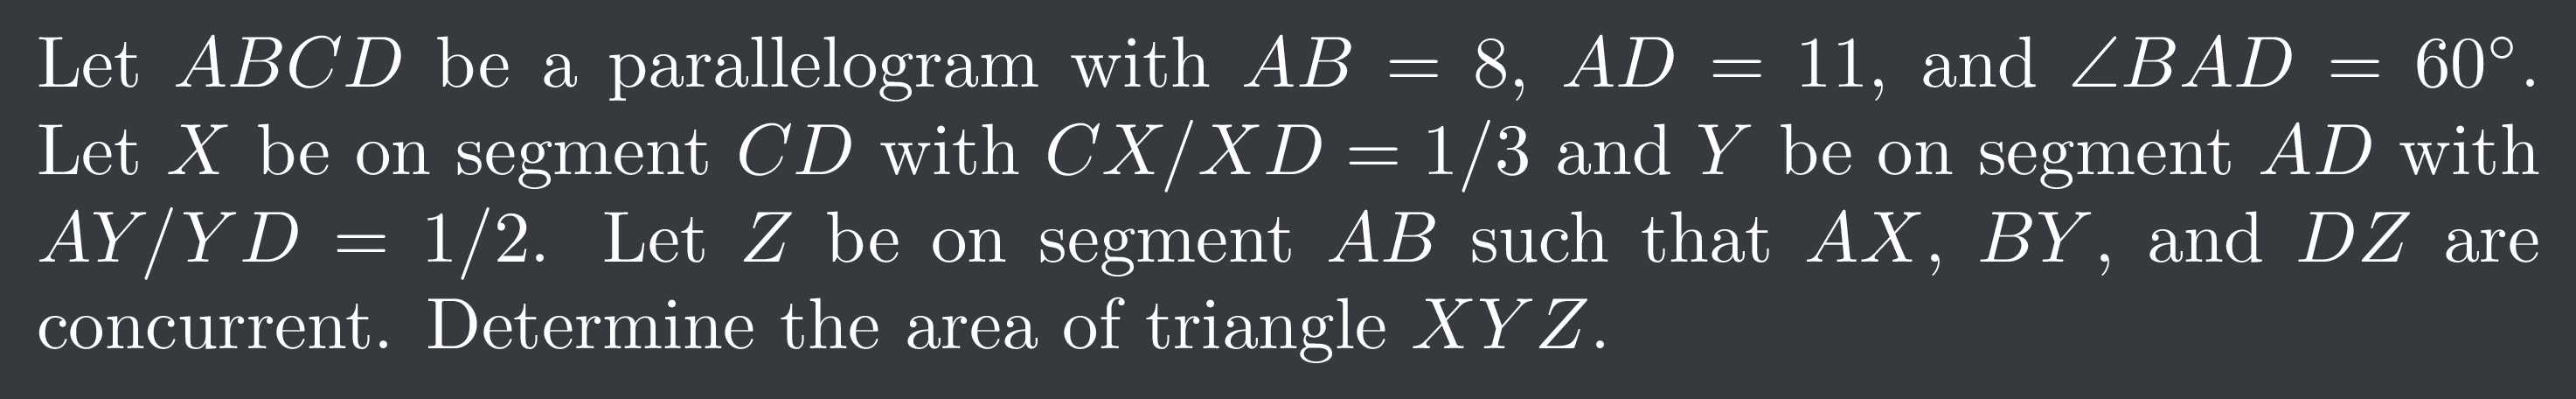 Let ABCD be a parallelogram with AB = 8, AD = 11, and ∠BAD = 60°.
Let X be on segment CD with CX/XD = 1/3 and Y be on segment AD with
AY/YD = 1/2. Let Z be on segment AB such that AX, BY, and DZ are
concurrent. Determine the area of triangle XYZ.